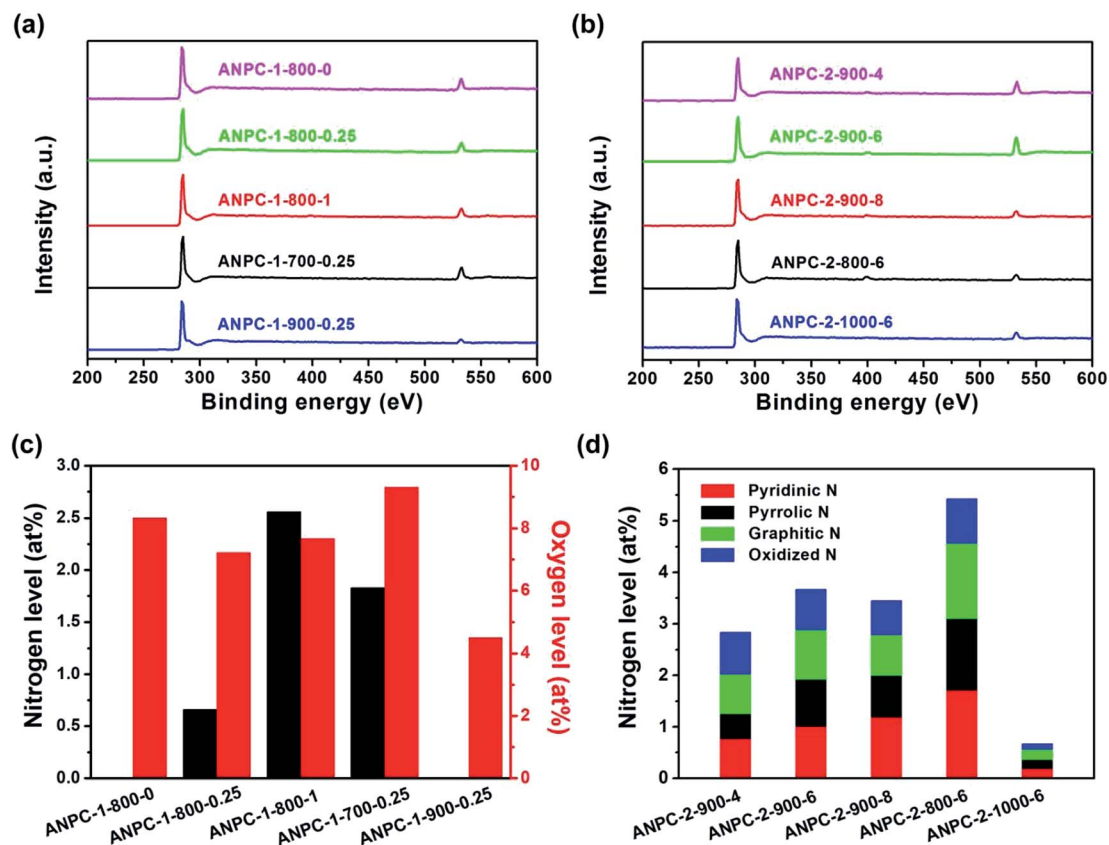 (a)
ANPC-1-800-0
ANPC-1-800-0.25
ANPC-1-800-1
ANPC-1-700-0.25
ANPC-1-900-0.25
Intensity (a.u.)
200 250 300 350 400 450 500 550 600
Binding energy (eV)
(b)
ANPC-2-900-4
ANPC-2-900-6
ANPC-2-900-8
ANPC-2-800-6
ANPC-2-1000-6
Intensity (a.u.)
200 250 300 350 400 450 500 550 600
Binding energy (eV)
(c)
3.0
2.5
2.0
1.5
1.0
0.5
0.0
Nitrogen level (at%)
10
8
6
4
2
0
Oxygen level (at%)
ANPC-1-800-0
ANPC-1-800-0.25
ANPC-1-800-1
ANPC-1-700-0.25
ANPC-1-900-0.25
(d)
6
5
4
3
2
1
0
Nitrogen level (at%)
Pyridinic N
Pyrrolic N
Graphitic N
Oxidized N
ANPC-2-900-4
ANPC-2-900-6
ANPC-2-900-8
ANPC-2-800-6
ANPC-2-1000-6